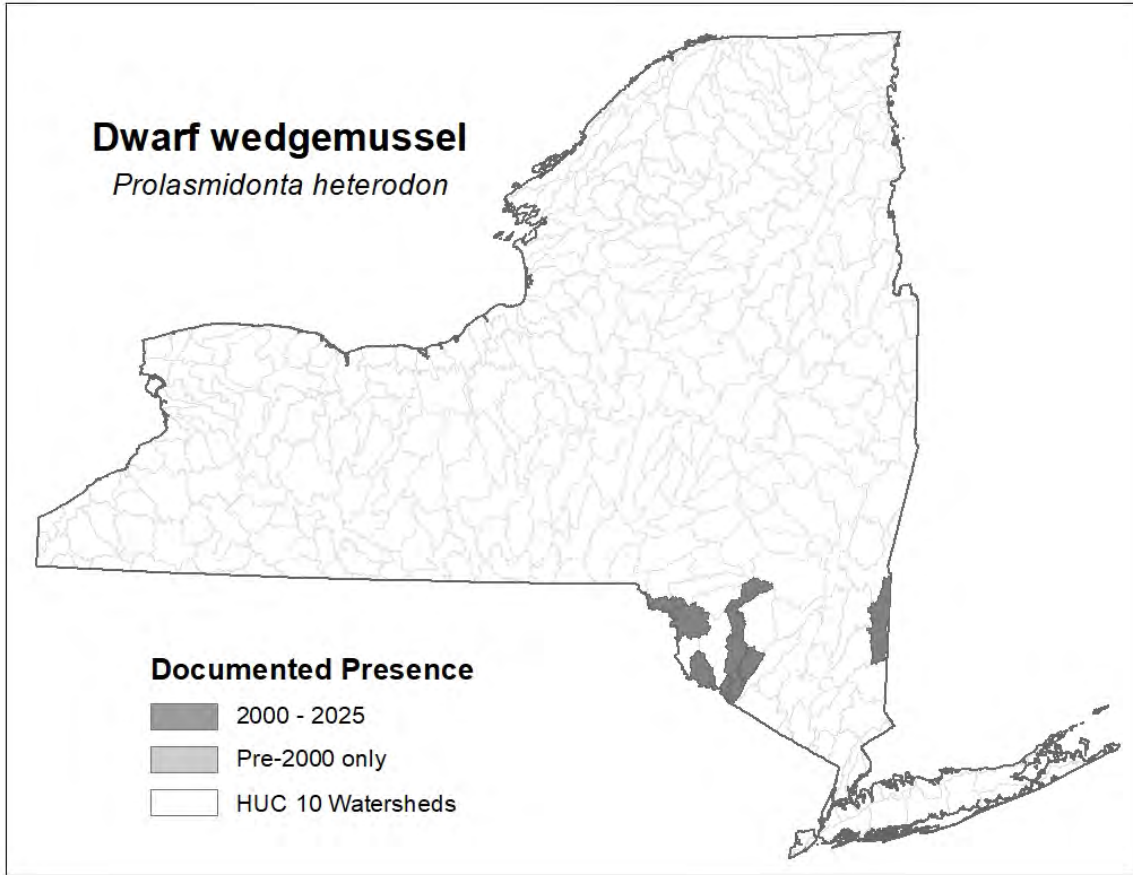 Dwarf wedgemussel
Prolasmidonta heterodon
Documented Presence
2000 - 2025
Pre-2000 only
HUC 10 Watersheds